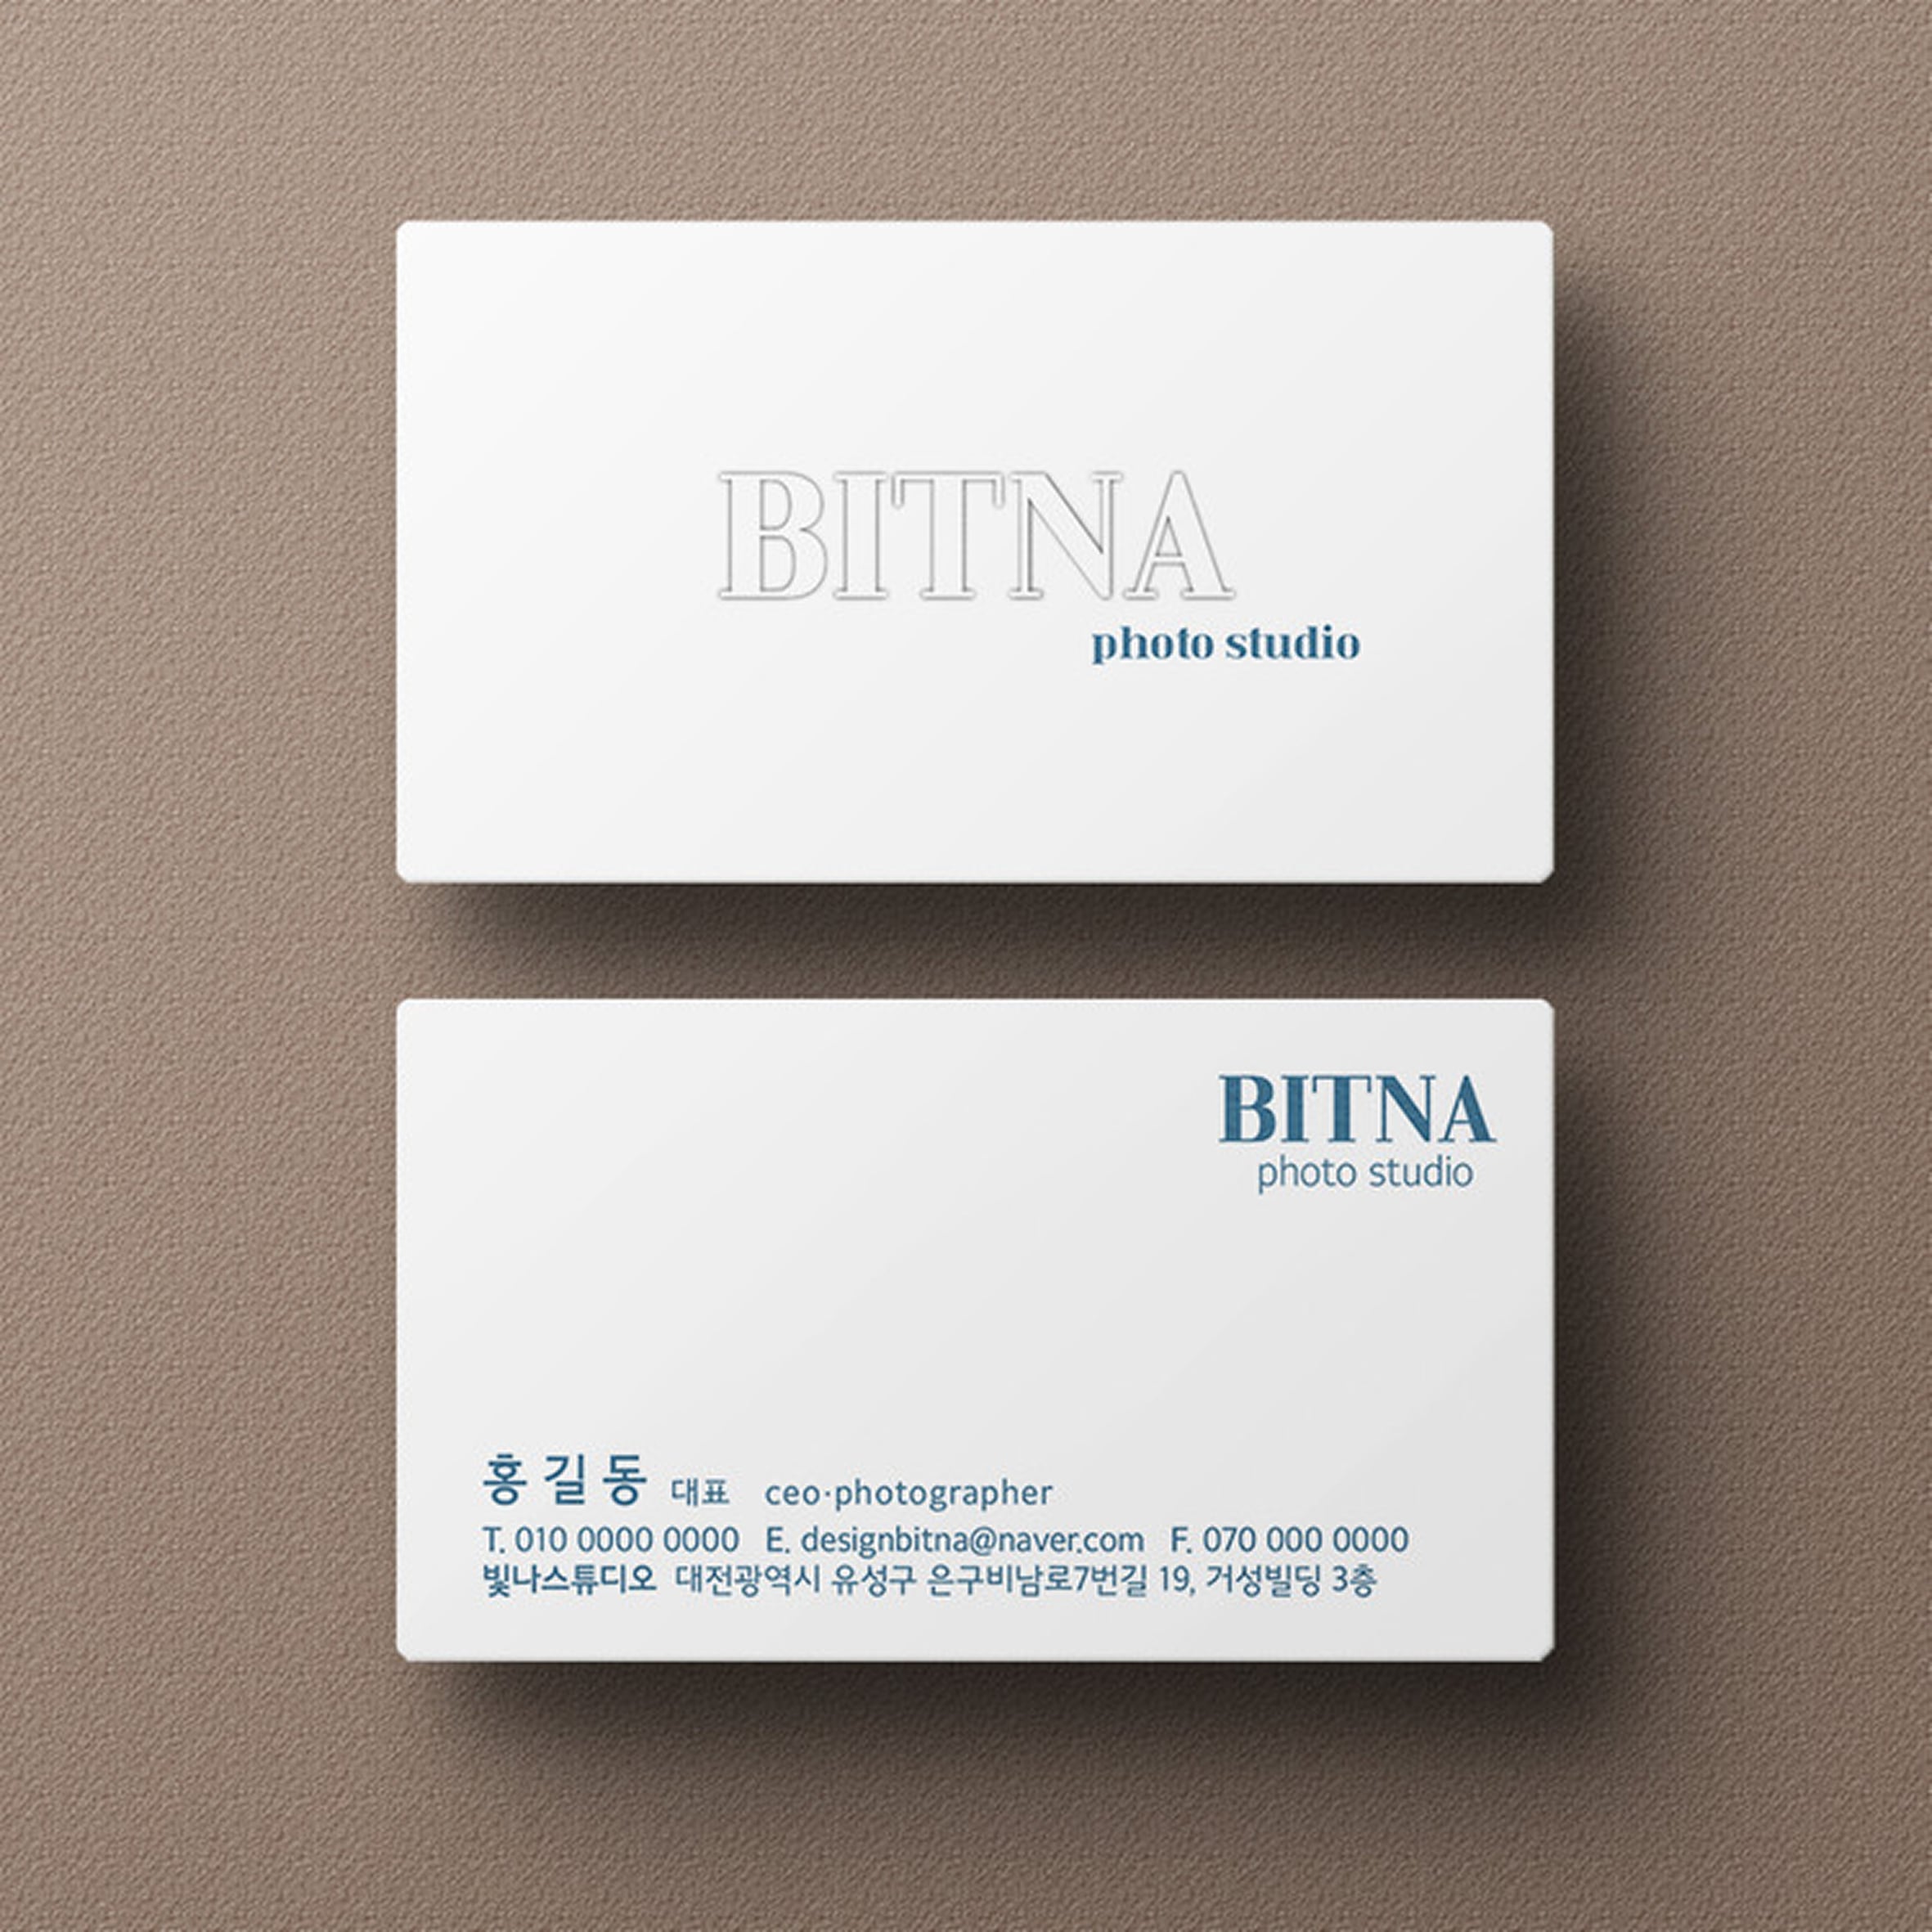 BITNA
photo studio
BITNA
photo studio
홍 길 동 대표 ceo·photographer
T. 010 0000 0000 E. designbitna@naver.com F. 070 000 0000
빛나스튜디오 대전광역시 유성구 은구비남로7번길 19, 거성빌딩 3층